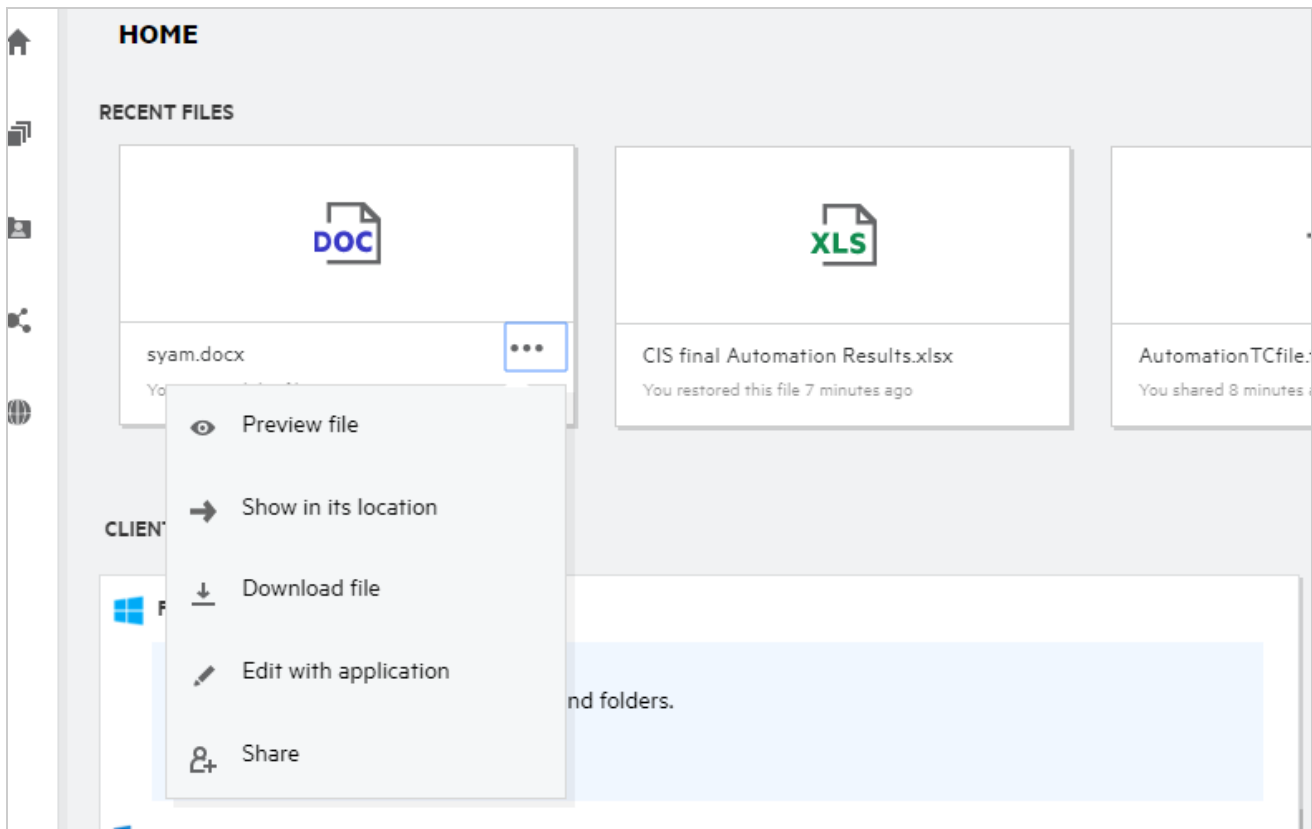 HOME
RECENT FILES
DOC
XLS
syam.docx
CIS final Automation Results.xlsx
AutomationTCfile.
You restored this file 7 minutes ago
You shared 8 minutes
Preview file
Show in its location
CLIENT
Download file
Edit with application
nd folders.
Share